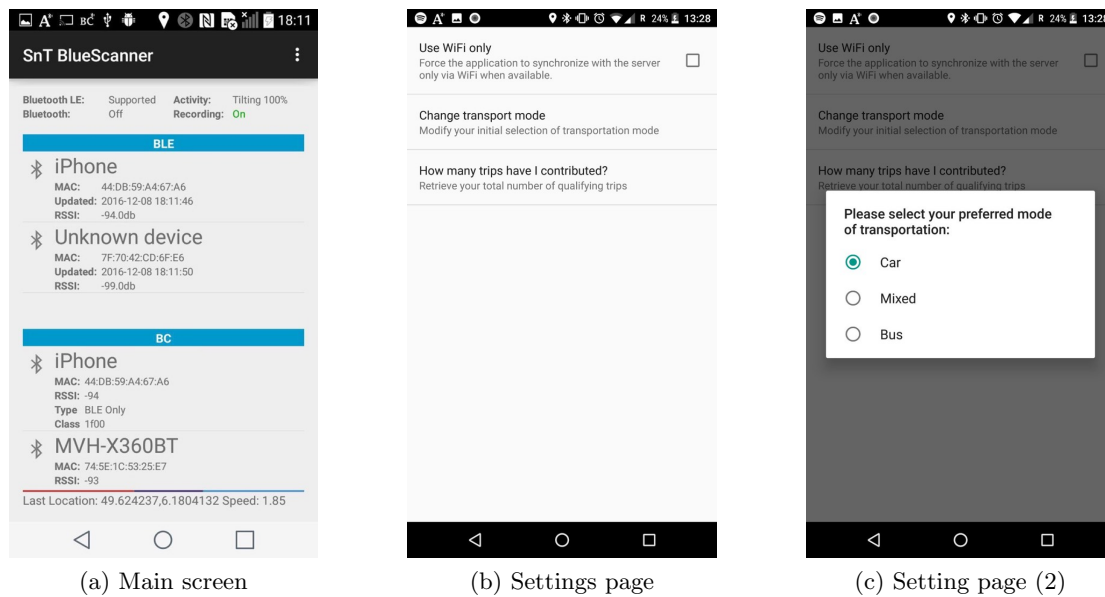 18:11
SnT BlueScanner
Bluetooth LE: Supported Activity: Tilting 100%
Bluetooth: Off Recording: On
BLE
iPhone
MAC: 44:DB:59:A4:67:A6
Updated: 2016-12-08 18:11:46
RSSI: -94.0db
Unknown device
MAC: 7F:70:42:CD:6F:E6
Updated: 2016-12-08 18:11:50
RSSI: -99.0db
BC
iPhone
MAC: 44:DB:59:A4:67:A6
RSSI: -94
Type BLE Only
Class 1f00
MVH-X360BT
MAC: 74:5E:1C:53:25:E7
RSSI: -93
Last Location: 49.624237,6.1804132 Speed: 1.85
(a) Main screen
R 24% 13:28
Use WiFi only
Force the application to synchronize with the server
only via WiFi when available.
Change transport mode
Modify your initial selection of transportation mode
How many trips have I contributed?
Retrieve your total number of qualifying trips
(b) Settings page
R 24% 13:28
Use WiFi only
Force the application to synchronize with the server
only via WiFi when available.
Change transport mode
Modify your initial selection of transportation mode
How many trips have I contributed?
Retrieve your total number of qualifying trips
Please select your preferred mode
of transportation:
Car
Mixed
Bus
(c) Setting page (2)